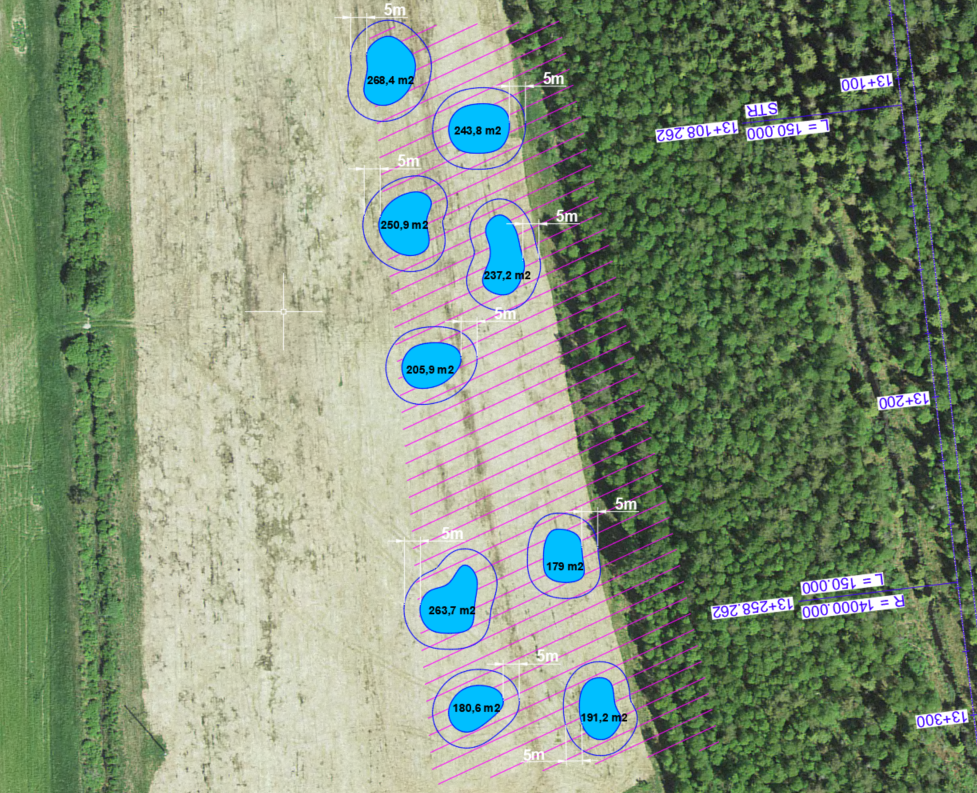 5m
268,4 m2
5m
243,8 m2
13+100
STR
13+108.262
L = 150.000
5m
250,9 m2
5m
237,2 m2
5m
205,9 m2
13+200
5m
179 m2
5m
263,7 m2
L = 150.000
13+258.262
R = 14000.000
5m
180,6 m2
191,2 m2
13+300
5m